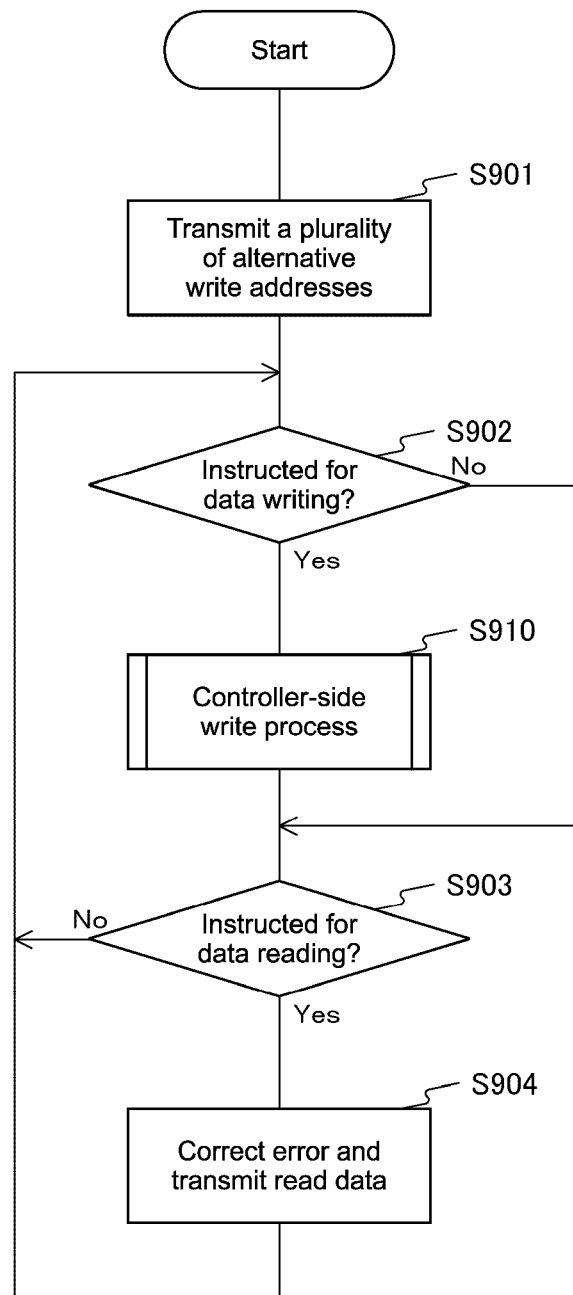 Start
S901
Transmit a plurality
of alternative
write addresses
S902
Instructed for
data writing?
No
Yes
S910
Controller-side
write process
S903
No
Instructed for
data reading?
Yes
S904
Correct error and
transmit read data